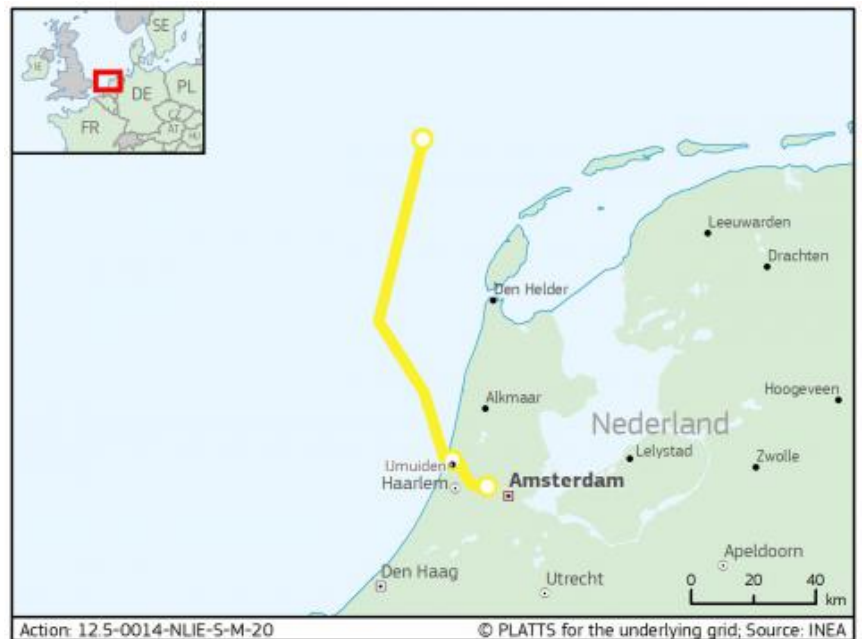 SE
IE
DE
PL
FR
CZ
AT
HU
Leeuwarden
Drachten
Den Helder
Alkmaar
Hoogeveen
Nederland
IJmuiden
Lelystad
Zwolle
Haarlem
Amsterdam
Apeldoorn
Den Haag
Utrecht
0 20 40
km
Action: 12.5-0014-NLIE-S-M-20
© PLATTS for the underlying grid; Source: INEA